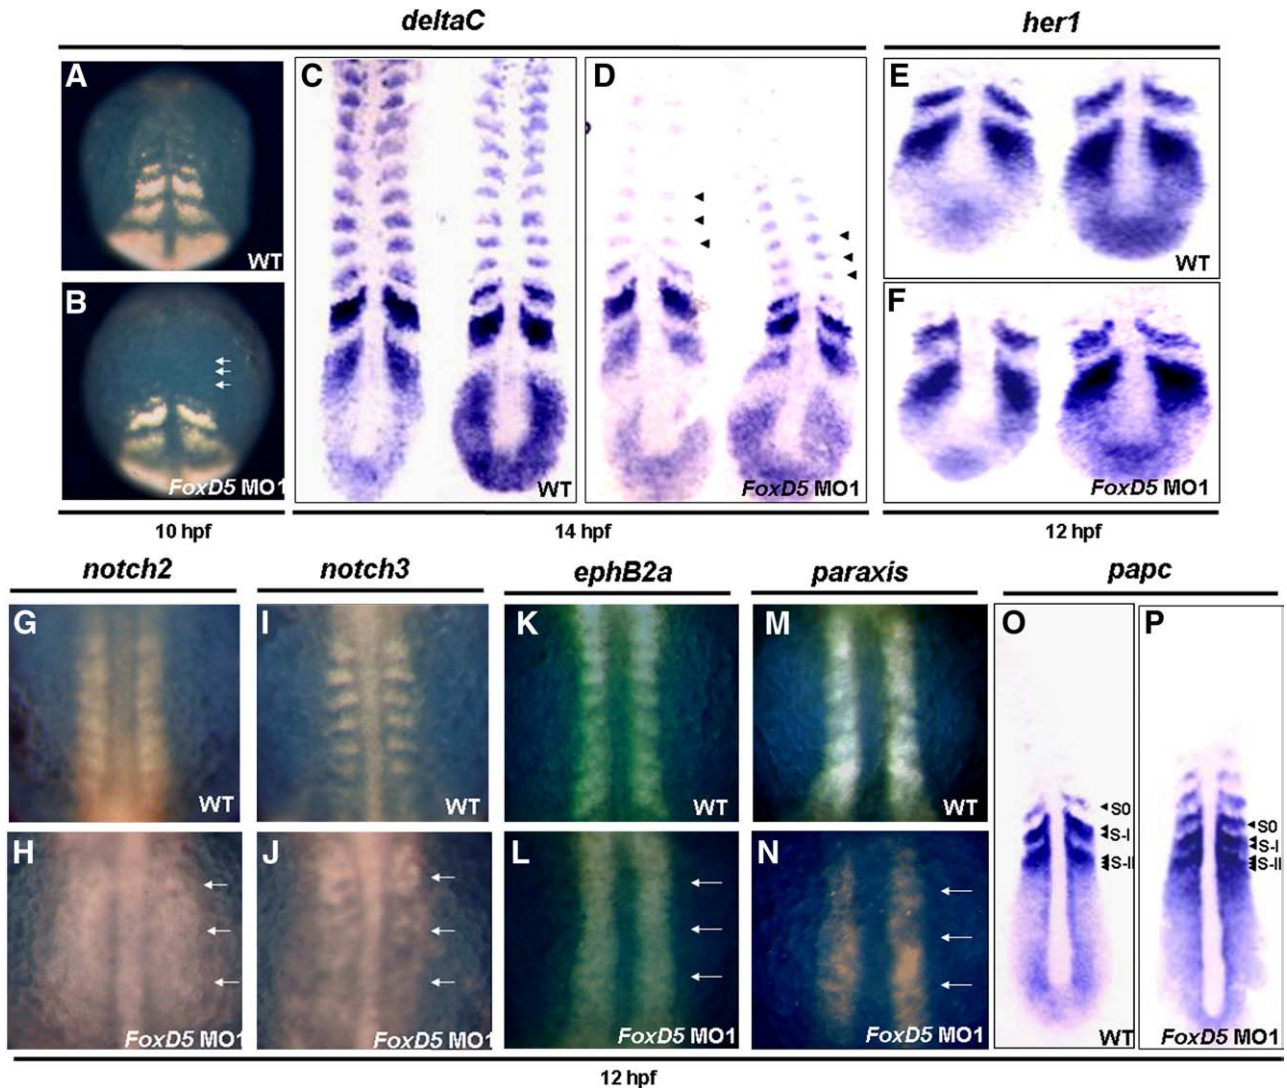 deltaC
her1
A
WT
B
FoxD5 MO1
C
WT
D
FoxD5 MO1
E
WT
F
FoxD5 MO1
10 hpf
14 hpf
12 hpf
notch2
notch3
ephB2a
paraxis
papc
G
WT
I
WT
K
WT
M
WT
O
S0
S-I
S-II
WT
P
S0
S-I
S-II
FoxD5 MO1
H
FoxD5 MO1
J
FoxD5 MO1
L
FoxD5 MO1
N
FoxD5 MO1
12 hpf